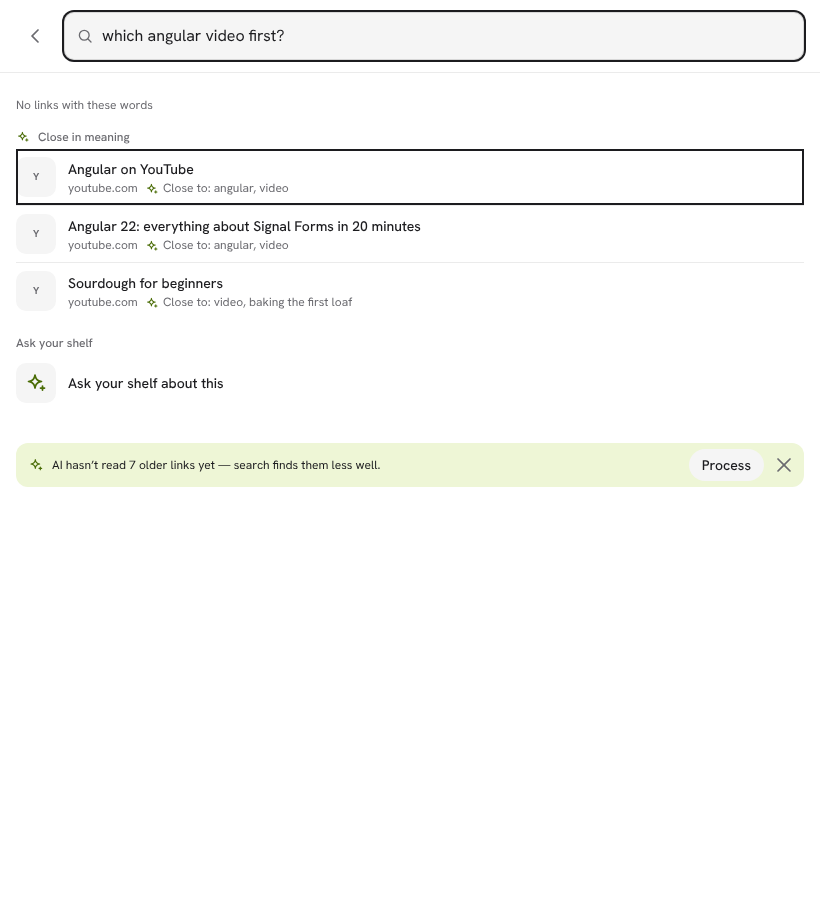 which angular video first?
No links with these words
Close in meaning
Y
Angular on YouTube
youtube.com Close to: angular, video
Y
Angular 22: everything about Signal Forms in 20 minutes
youtube.com Close to: angular, video
Y
Sourdough for beginners
youtube.com Close to: video, baking the first loaf
Ask your shelf
Ask your shelf about this
AI hasn’t read 7 older links yet — search finds them less well.
Process